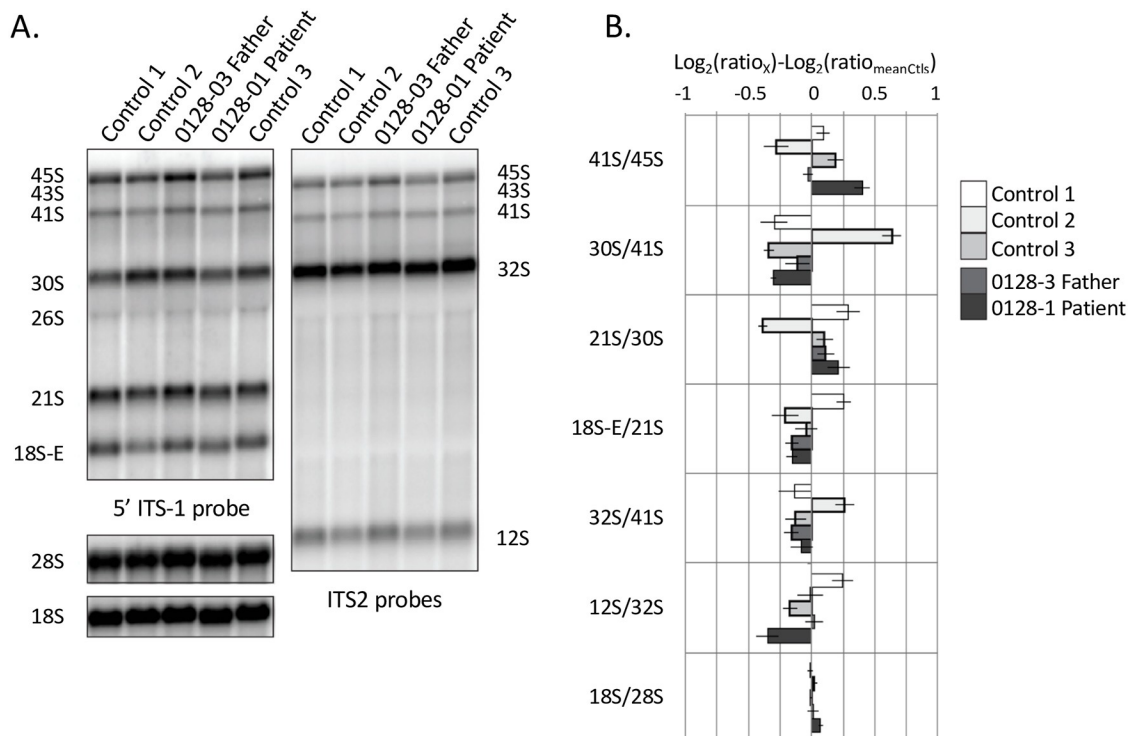 A.
Control 1
Control 2
0128-03 Father
0128-01 Patient
Control 3
Control 1
Control 2
0128-03 Father
0128-01 Patient
Control 3
45S
43S
41S
30S
26S
21S
18S-E
5’ ITS-1 probe
28S
18S
45S
43S
41S
32S
12S
ITS2 probes
B.
Log2(ratioX)-Log2(ratiomeanCtls)
-1 -0.5 0 0.5 1
41S/45S
30S/41S
21S/30S
18S-E/21S
32S/41S
12S/32S
18S/28S
Control 1
Control 2
Control 3
0128-3 Father
0128-1 Patient